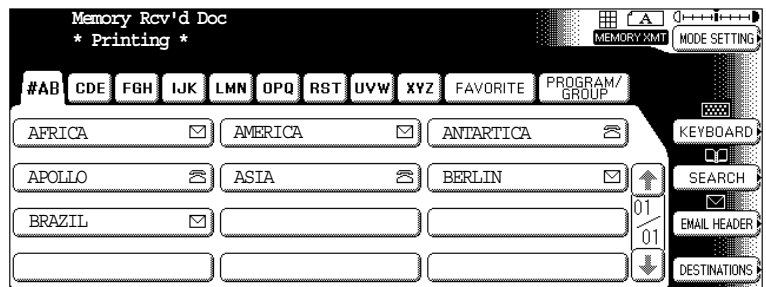 Memory Rcv'd Doc
* Printing *
A
MEMORY XMT
MODE SETTING
#AB CDE FGH IJK LMN OPQ RST UVW XYZ FAVORITE PROGRAM/
GROUP
AFRICA AMERICA ANTARTICA
KEYBOARD
APOLLO ASIA BERLIN
SEARCH
BRAZIL
01
01
EMAIL HEADER
DESTINATIONS